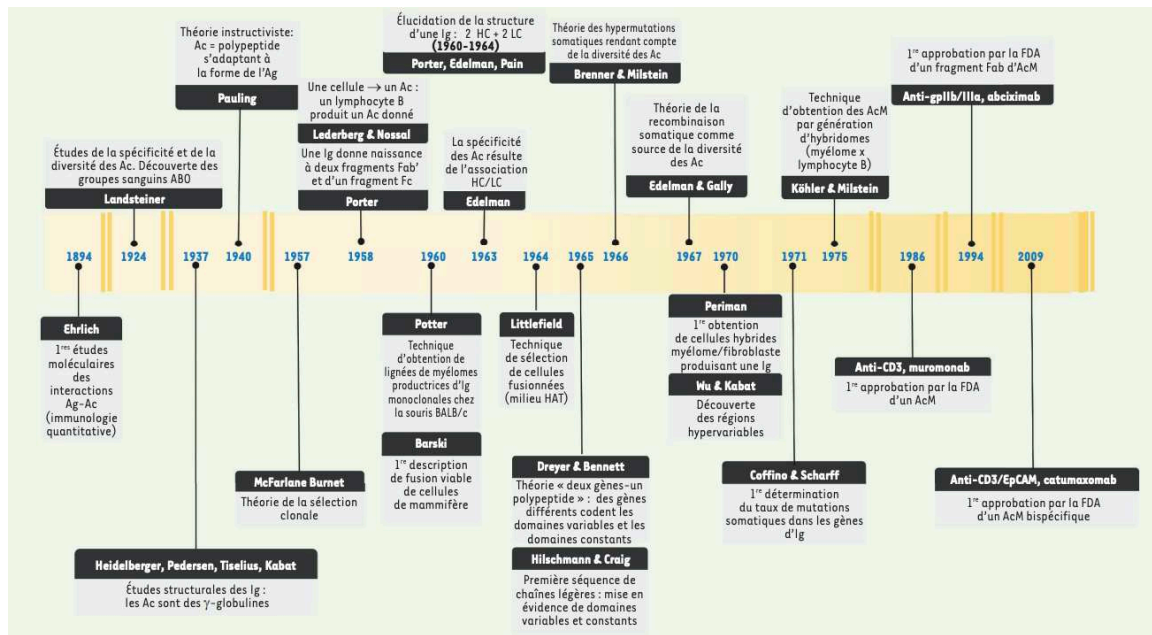 Théorie instructiviste:
Ac = polypeptide
s'adaptant à
la forme de l'Ag
Pauling
Élucidation de la structure
d'une Ig : 2 HC + 2 LC
(1960-1964)
Porter, Edelman, Pain
Théorie des hypermutations
somatiques rendant compte
de la diversité des Ac
Brenner & Milstein
1re approbation par la FDA
d'un fragment Fab d'AcM
Anti-gpIIb/IIIa, abciximab
Une cellule → un Ac :
un lymphocyte B
produit un Ac donné
Lederberg & Nossal
Une Ig donne naissance
à deux fragments Fab'
et d'un fragment Fc
Porter
Études de la spécificité et de la
diversité des Ac. Découverte des
groupes sanguins ABO
Landsteiner
La spécificité
des Ac résulte
de l'association
HC/LC
Edelman
Théorie de la
recombinaison
somatique comme
source de la diversité
des Ac
Edelman & Gally
Technique
d'obtention des AcM
par génération
d'hybridomes
(myélome x
lymphocyte B)
Köhler & Milstein
1894 1924 1937 1940 1957 1958 1960 1963 1964 1965 1966 1967 1970 1971 1975 1986 1994 2009
Ehrlich
1res études
moléculaires
des
interactions
Ag-Ac
(immunologie
quantitative)
Heidelberger, Pedersen, Tiselius, Kabat
Études structurales des Ig :
les Ac sont des γ-globulines
McFarlane Burnet
Théorie de la sélection
clonale
Potter
Technique
d'obtention de
lignées de myélomes
productrices d'Ig
monoclonales chez
la souris BALB/c
Barski
1re description
de fusion viable
de cellules
de mammifère
Littlefield
Technique
de sélection
de cellules
fusionnées
(milieu HAT)
Dreyer & Bennett
Théorie « deux gènes-un
polypeptide » : des gènes
différents codent les
domaines variables et les
domaines constants
Hilschmann & Craig
Première séquence de
chaînes légères : mise en
évidence de domaines
variables et constants
Periman
1re obtention
de cellules hybrides
myélome/fibroblaste
produisant une Ig
Wu & Kabat
Découverte
des régions
hypervariables
Coffino & Scharff
1re détermination
du taux de mutations
somatiques dans les gènes
d'Ig
Anti-CD3, muromonab
1re approbation par la FDA
d'un AcM
Anti-CD3/EpCAM, catumaxomab
1re approbation par la FDA
d'un AcM bispécifique